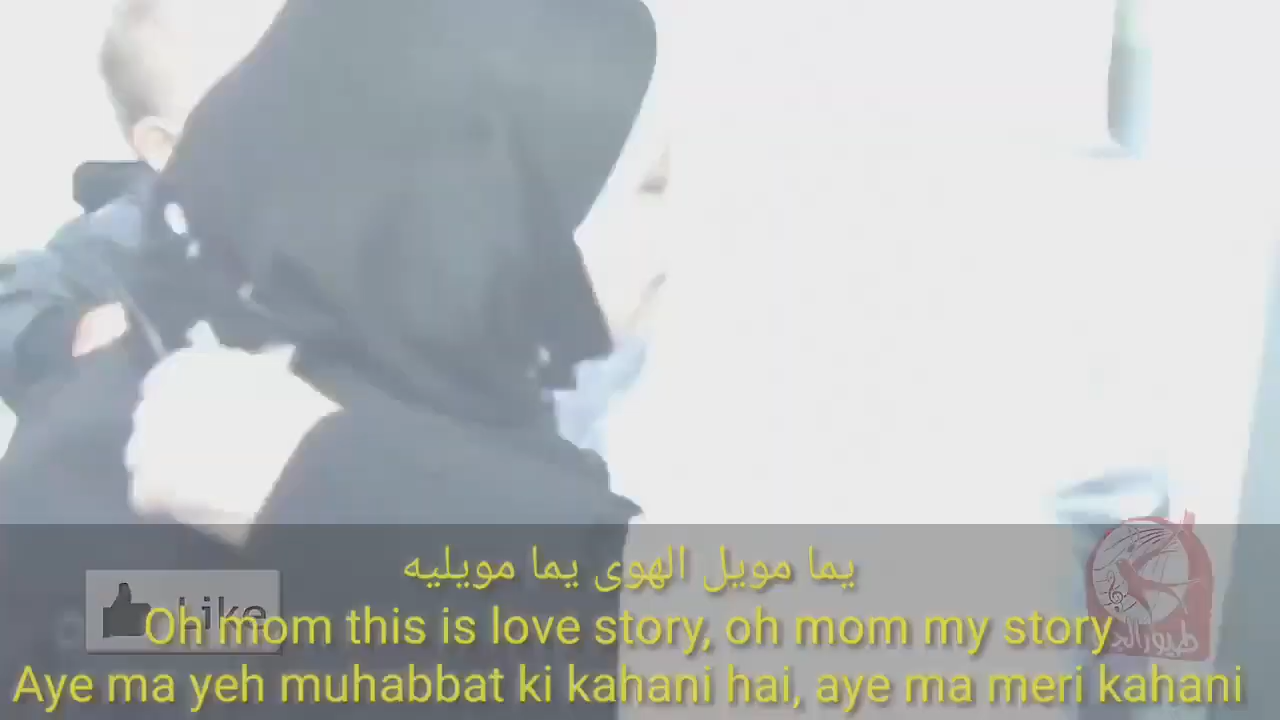 يما مويل الهوى يما مويليه
Like
Oh mom this is love story, oh mom my story
Aye ma yeh muhabbat ki kahani hai, aye ma meri kahani